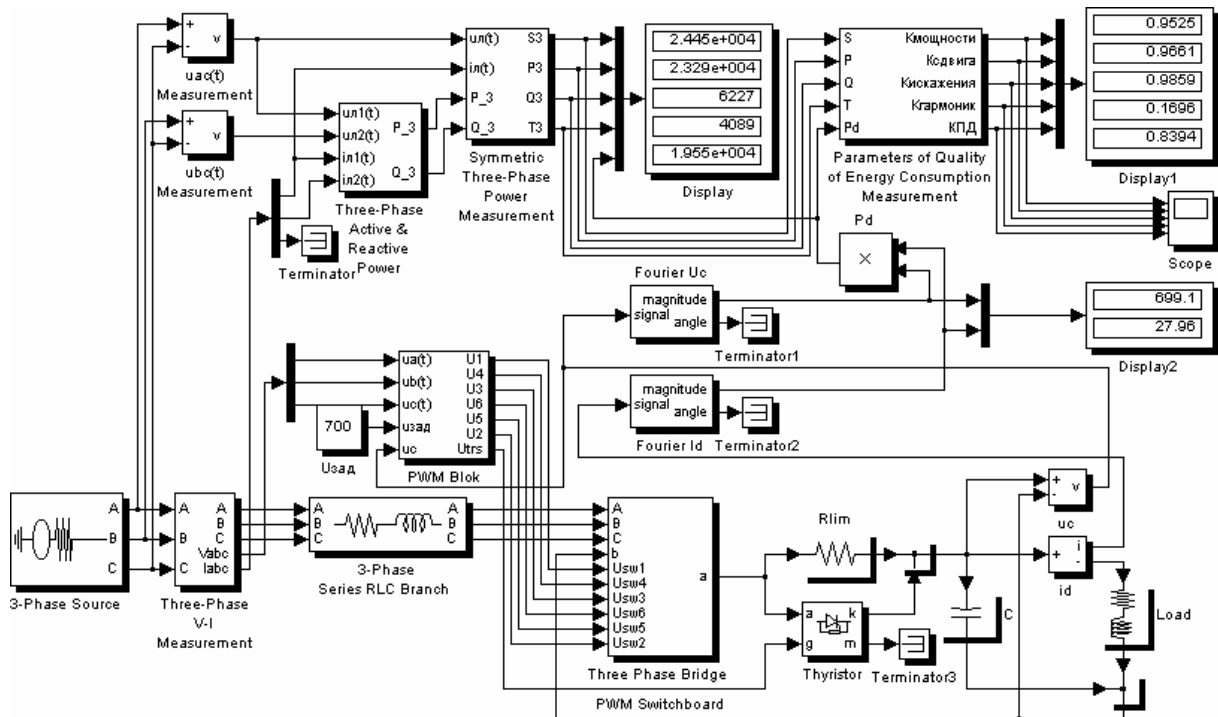 +
-
v
uac(t)
Measurement
+
-
v
ubc(t)
Measurement
uл1(t)
uл2(t)
iл1(t)
iл2(t)
P_3
Q_3
Three-Phase
Active &
Reactive
Power
Terminator
uл(t)
iл(t)
P_3
Q_3
S3
P3
Q3
T3
Symmetric
Three-Phase
Power
Measurement
2.445e+004
2.329e+004
6227
4089
1.955e+004
Display
S
P
Q
T
Pd
Kмощности
Kсдвига
Kискажения
Kгармоник
КПД
Parameters of Quality
of Energy Consumption
Measurement
0.9525
0.9661
0.9859
0.1696
0.8394
Display1
Scope
Pd
×
Fourier Uc
signal
magnitude
angle
Terminator1
signal
magnitude
angle
Fourier Id
Terminator2
699.1
27.96
Display2
ua(t)
ub(t)
uc(t)
uзад
uc
U1
U4
U3
U6
U5
U2
Utrs
PWM Blok
700
Uзад
A
B
C
3-Phase Source
A
B
C
A
B
C
Vabc
Iabc
Three-Phase
V-I
Measurement
A
B
C
A
B
C
3-Phase
Series RLC Branch
A
B
C
b
Usw1
Usw4
Usw3
Usw6
Usw5
Usw2
a
Three Phase Bridge
PWM Switchboard
Rlim
a
g
k
m
Thyristor
Terminator3
C
+
-
v
uc
+
i
-
id
Load